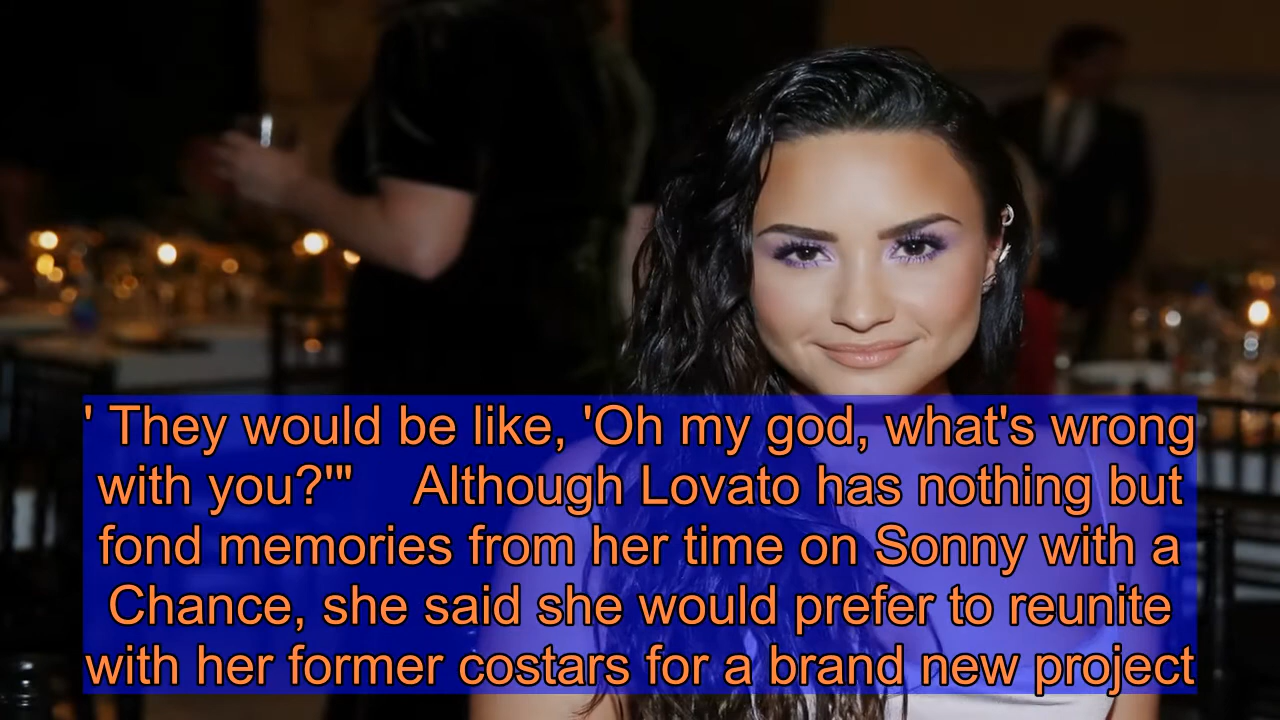 ' They would be like, 'Oh my god, what's wrong
with you?'" Although Lovato has nothing but
fond memories from her time on Sonny with a
Chance, she said she would prefer to reunite
with her former costars for a brand new project